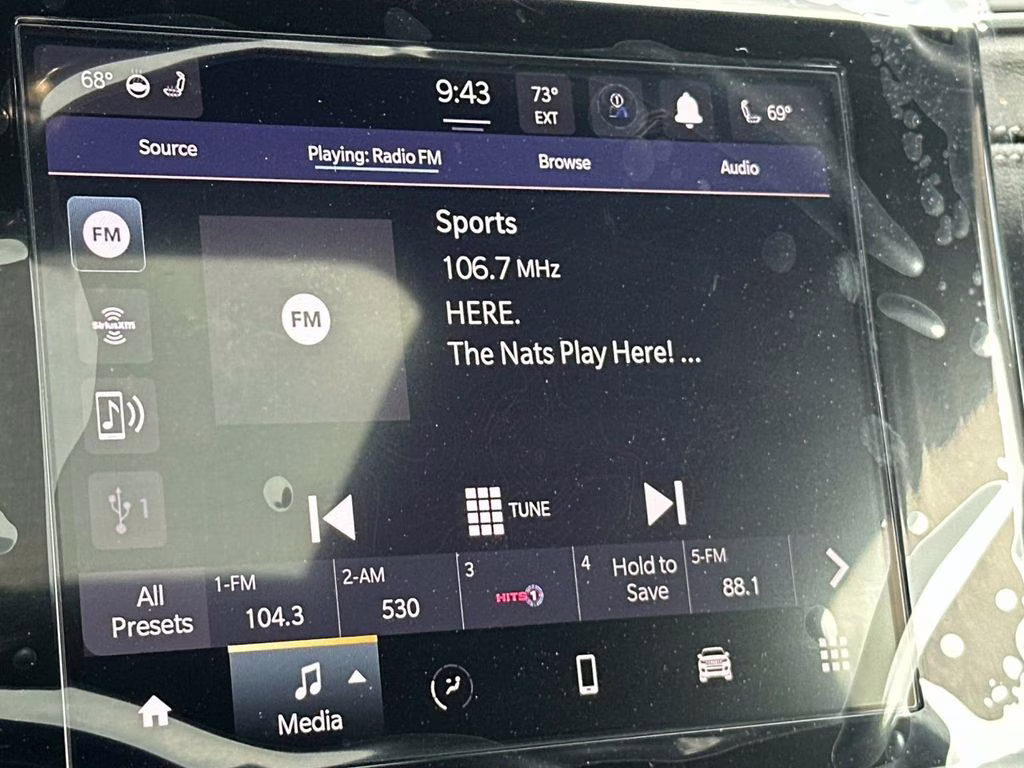 68°
9:43
73°
EXT
69°
Source
Playing: Radio FM
Browse
Audio
FM
Sports
106.7 MHz
HERE.
The Nats Play Here! ...
FM
SiriusXM
1
TUNE
All
Presets
1-FM
104.3
2-AM
530
3
HITS1
4
Hold to
Save
5-FM
88.1
Media